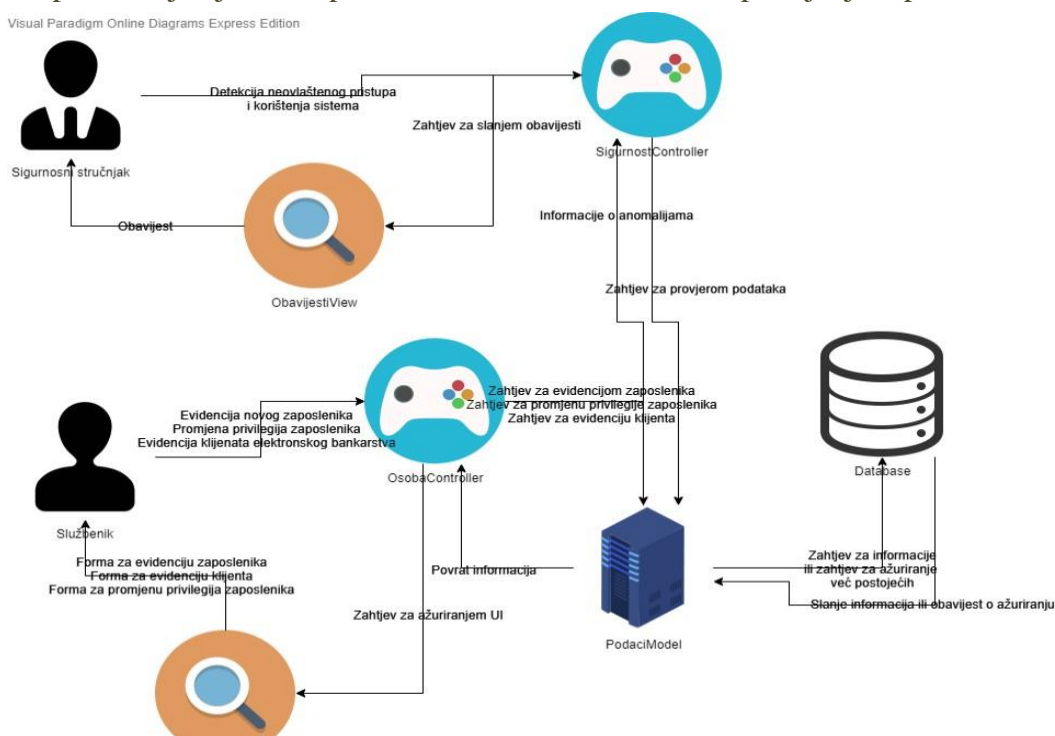 Visual Paradigm Online Diagrams Express Edition
Detekcija neovlaštenog pristupa
i korištenja sistema
Zahtjev za slanjem obavijesti
SigurnostController
Sigurnosni stručnjak
Obavijest
Informacije o anomalijama
ObavijestiView
Zahtjev za provjerom podataka
Zahtjev za evidencijom zaposlenika
Zahtjev za promjenu privilegije zaposlenika
Zahtjev za evidenciju klijenta
Evidencija novog zaposlenika
Promjena privilegija zaposlenika
Evidencija klijenata elektronskog bankarstva
OsobaController
Database
Službenik
Forma za evidenciju zaposlenika
Forma za evidenciju klijenta
Forma za promjenu privilegija zaposlenika
Povrat informacija
Zahtjev za informacije
ili zahtjev za ažuriranje
već postojećih
Slanje informacija ili obavijest o ažuriranju
Zahtjev za ažuriranjem UI
PodaciModel